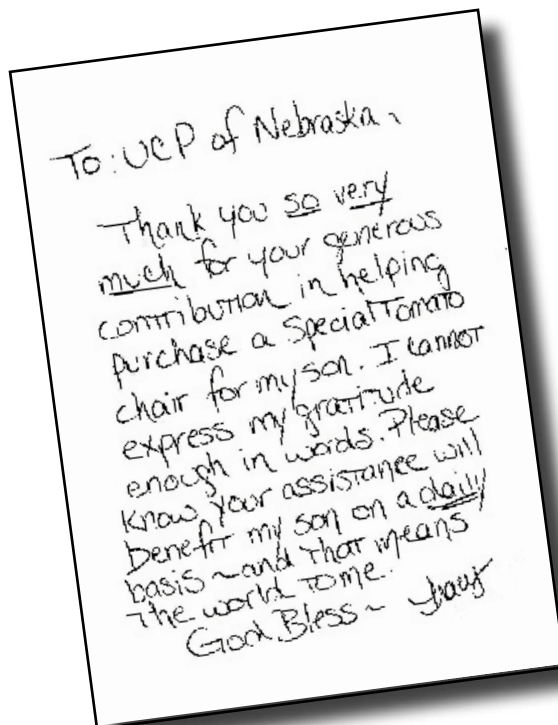 To: UCP of Nebraska,
Thank you so very
much for your generous
contribution in helping
purchase a Special Tomato
chair for my son. I cannot
express my gratitude
enough in words. Please
know your assistance will
benefit my son on a daily
basis ~ and that means
the world to me.
God Bless ~